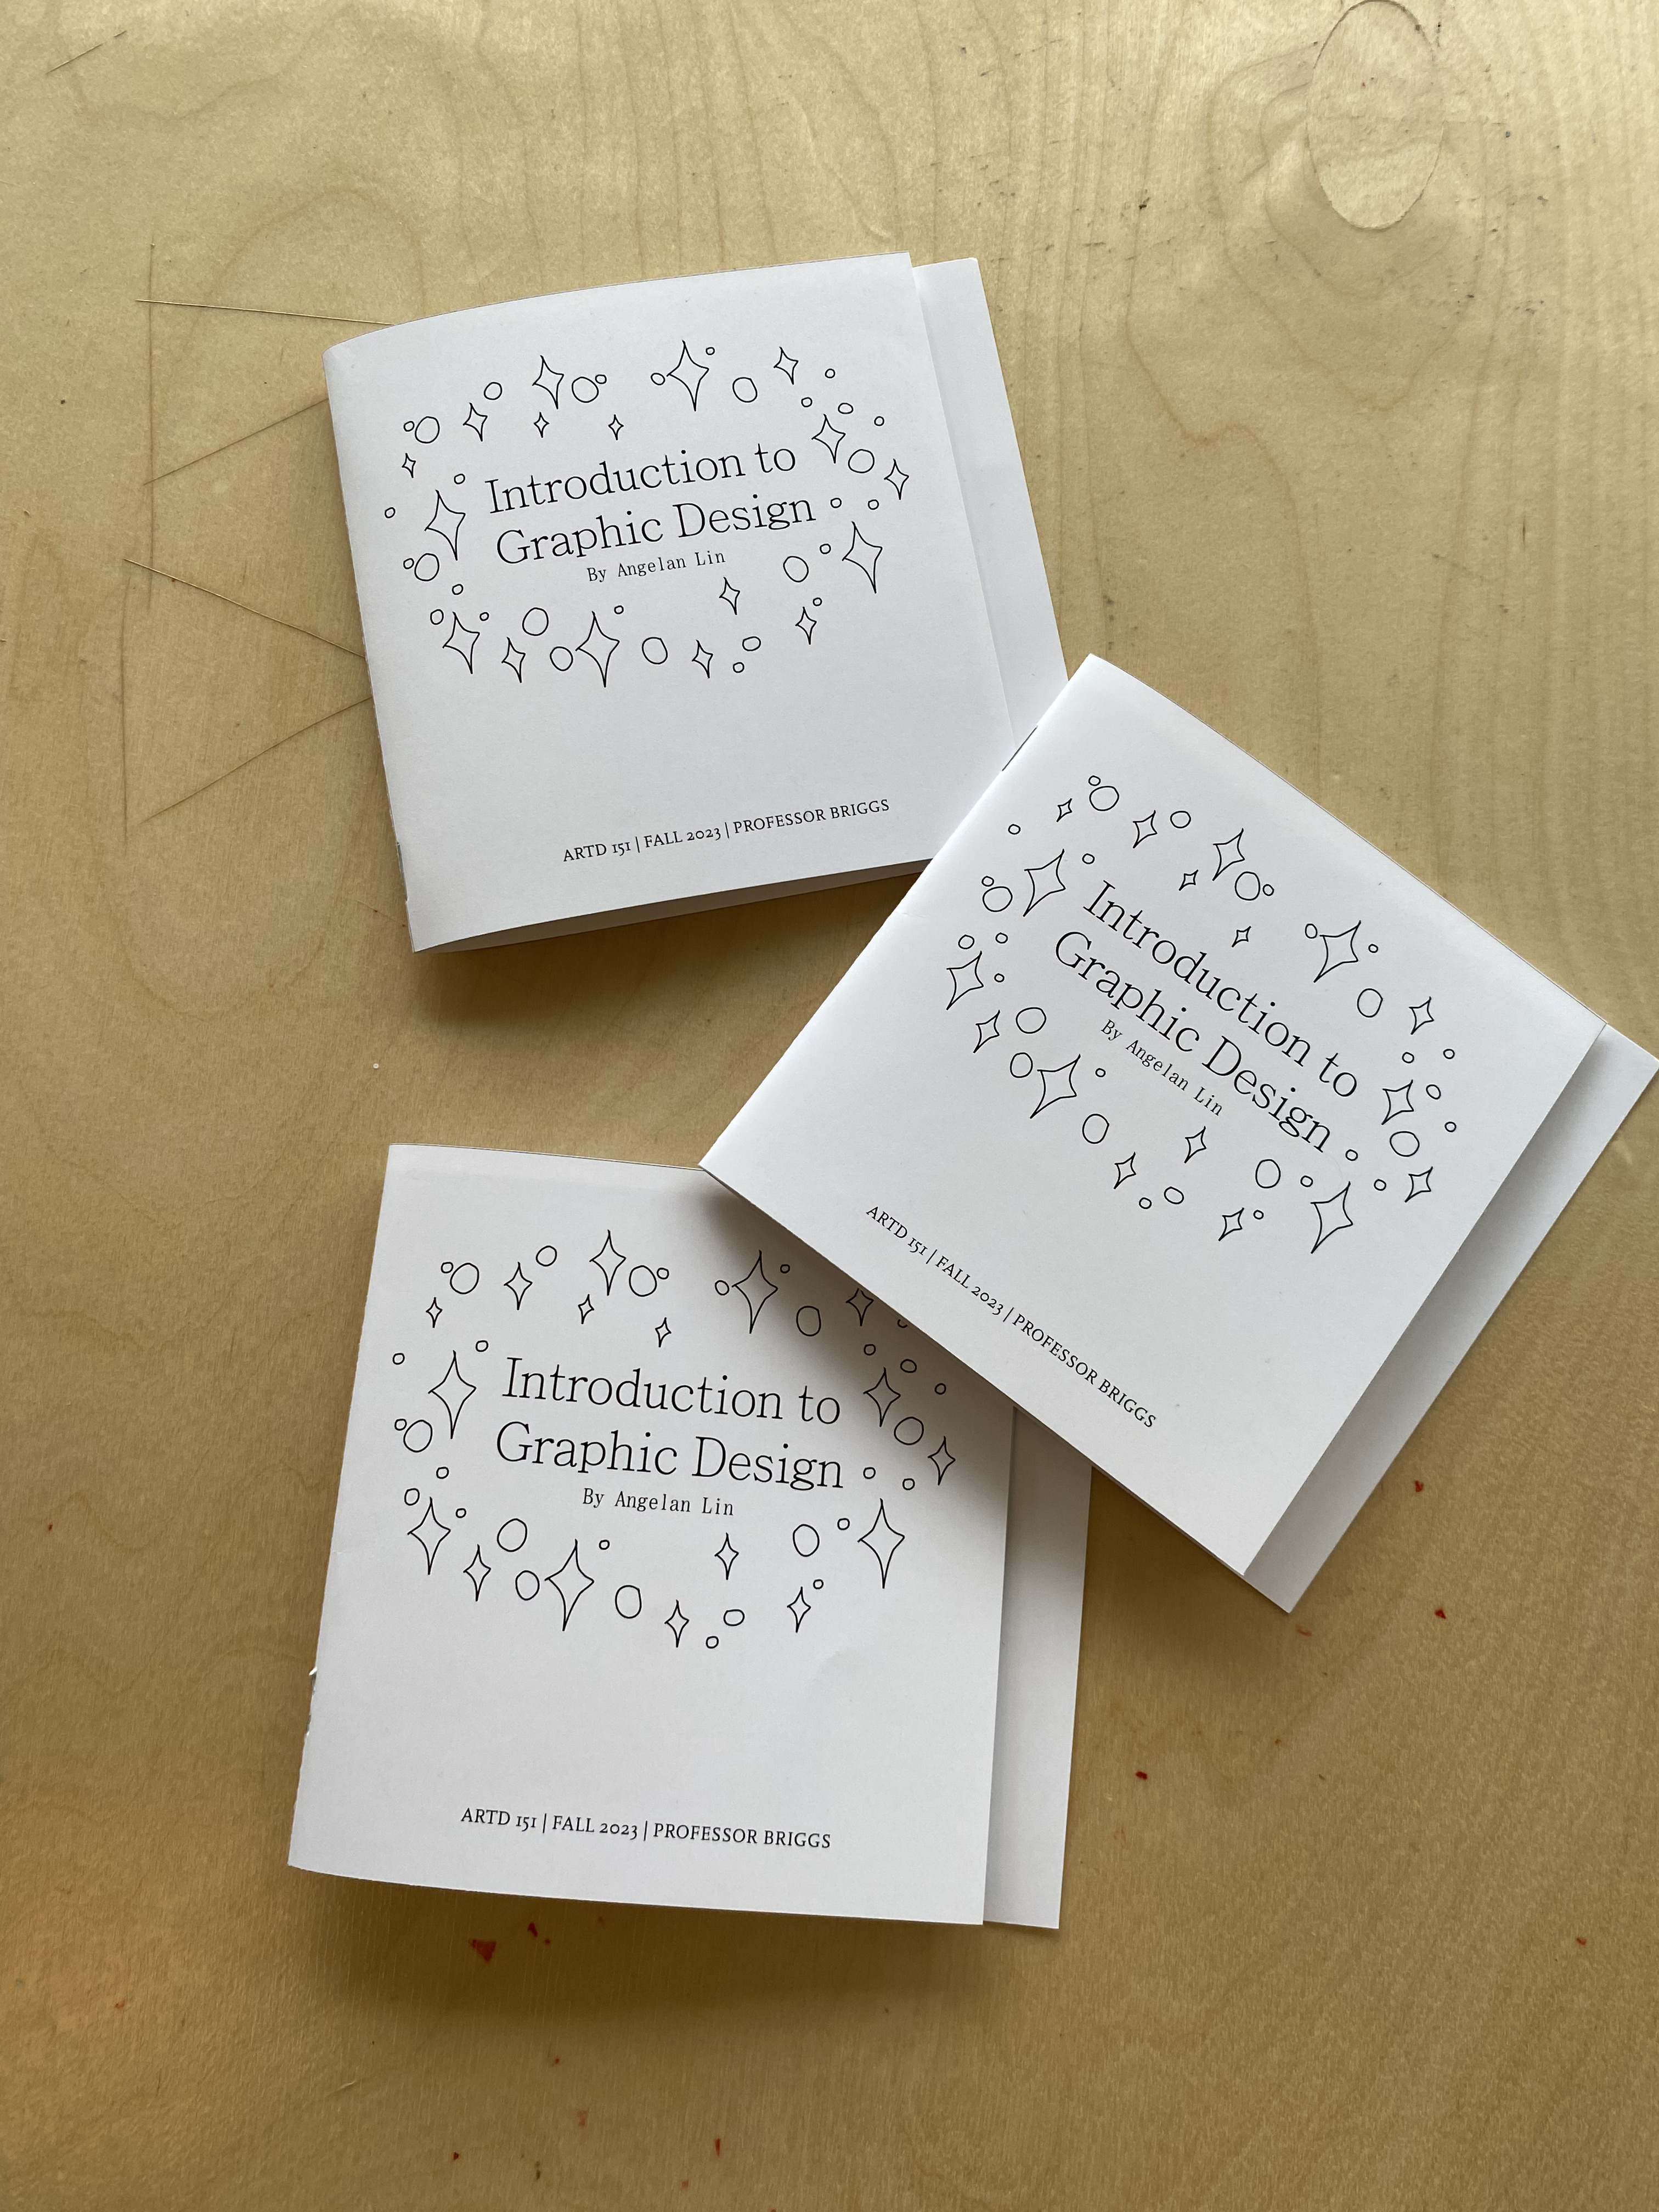 Introduction to
Graphic Design
By Angelan Lin
ARTD 151 | FALL 2023 | PROFESSOR BRIGGS
Introduction to
Graphic Design
By Angelan Lin
ARTD 151 | FALL 2023 | PROFESSOR BRIGGS
Introduction to
Graphic Design
By Angelan Lin
ARTD 151 | FALL 2023 | PROFESSOR BRIGGS